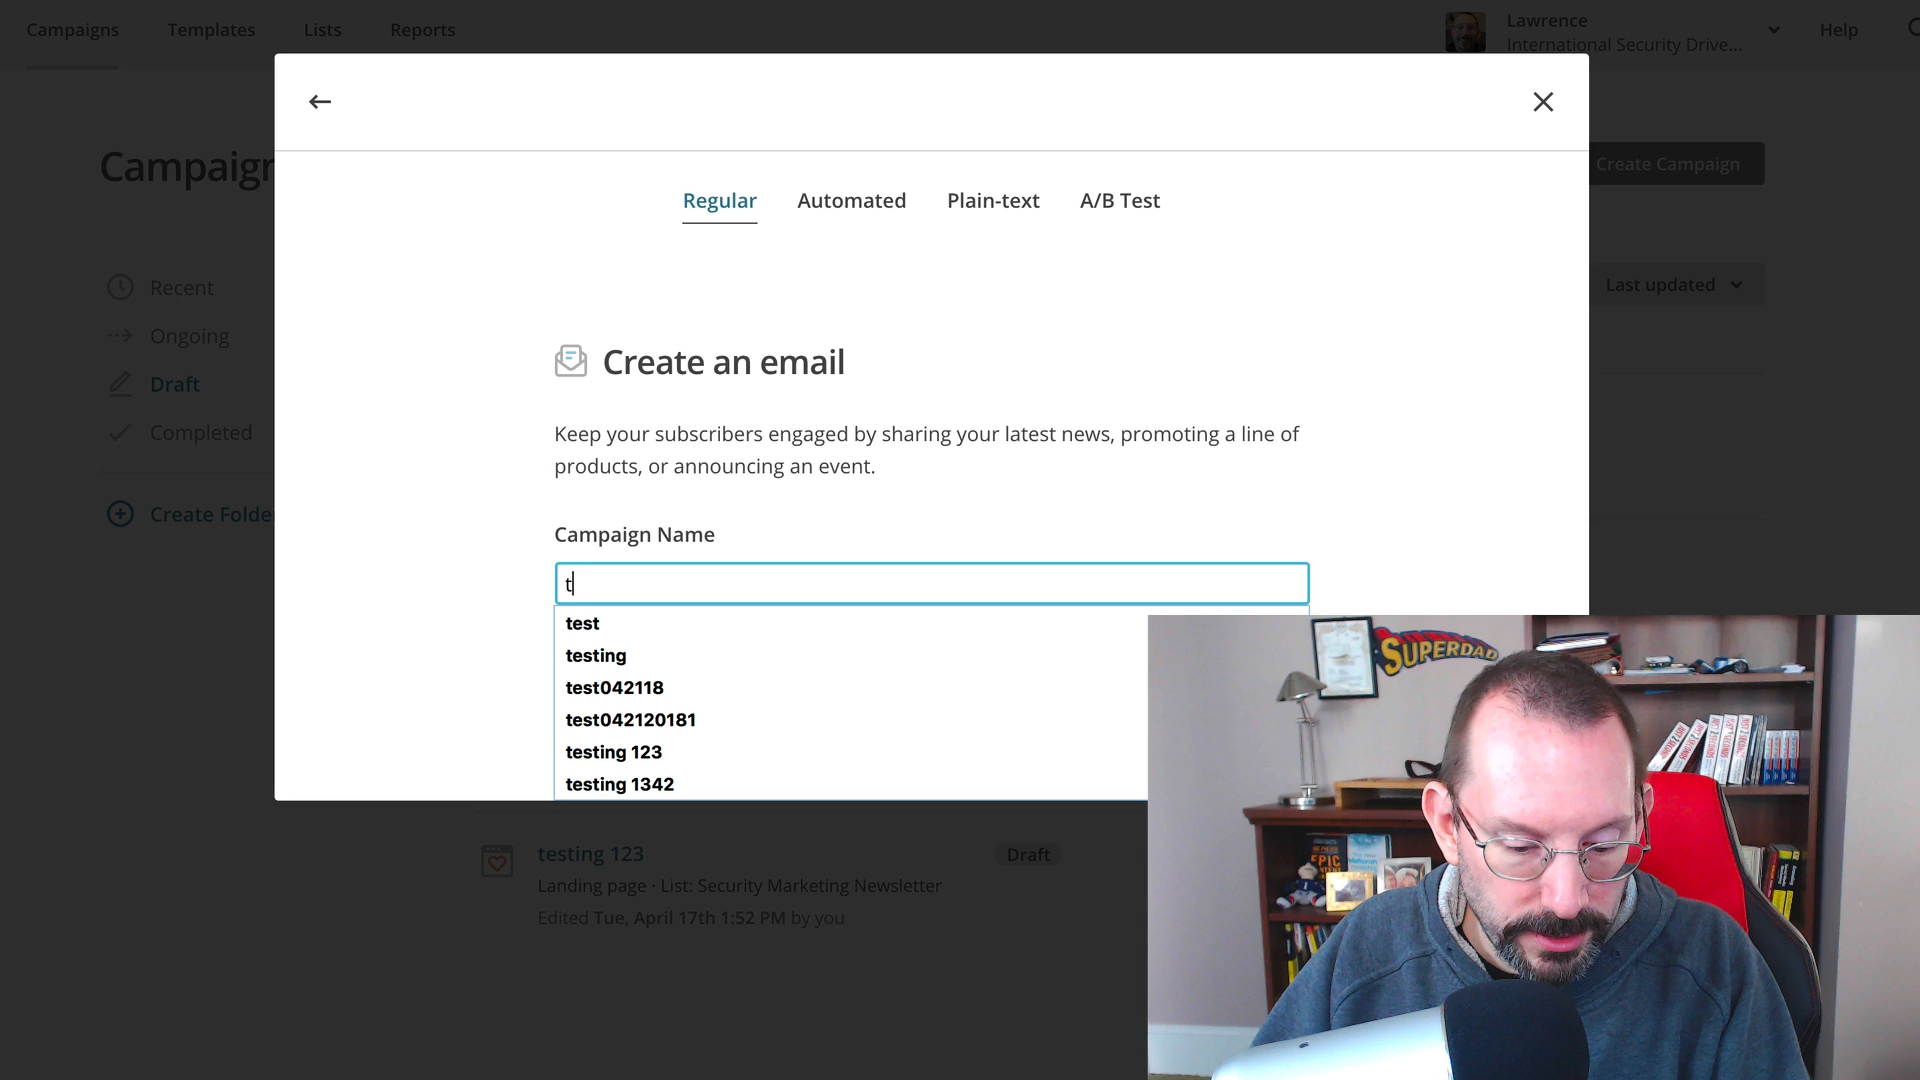 Campaigns Templates Lists Reports
Lawrence
International Security Drive...
Help
Campaign
Create Campaign
Regular Automated Plain-text A/B Test
Recent
Last updated
Ongoing
Draft
Completed
Create Folde
Create an email
Keep your subscribers engaged by sharing your latest news, promoting a line of
products, or announcing an event.
Campaign Name
t
test
testing
test042118
test042120181
testing 123
testing 1342
SUPERDAD
EPIC
testing 123
Draft
Landing page · List: Security Marketing Newsletter
Edited Tue, April 17th 1:52 PM by you